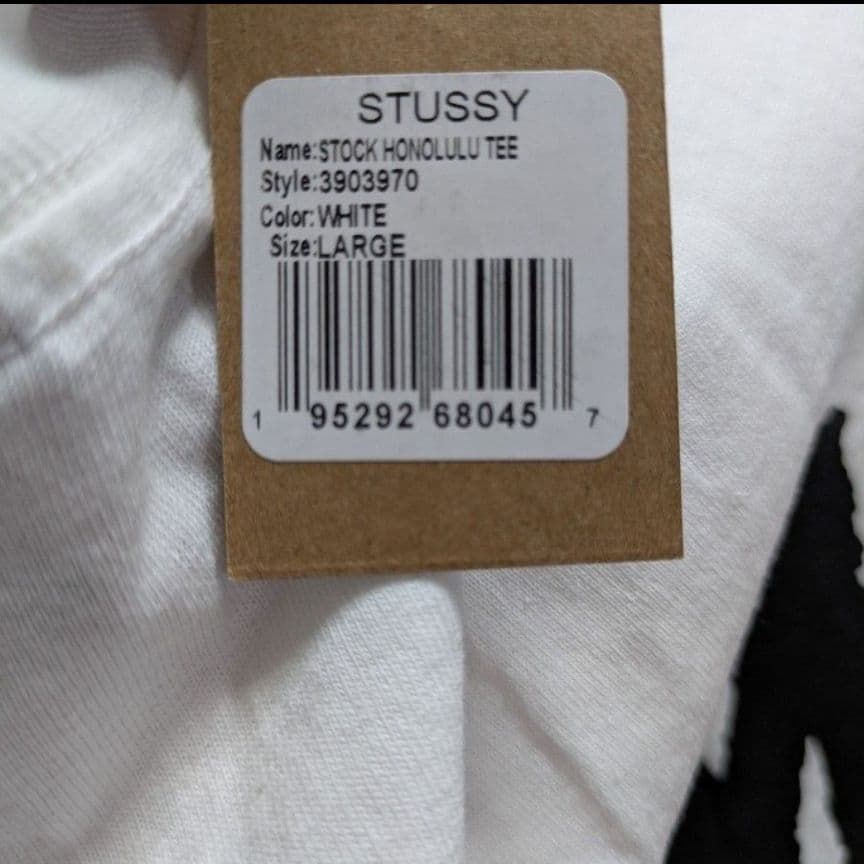 STUSSY
Name:STOCK HONOLULU TEE
Style:3903970
Color:WHITE
Size:LARGE
1 95292 68045 7